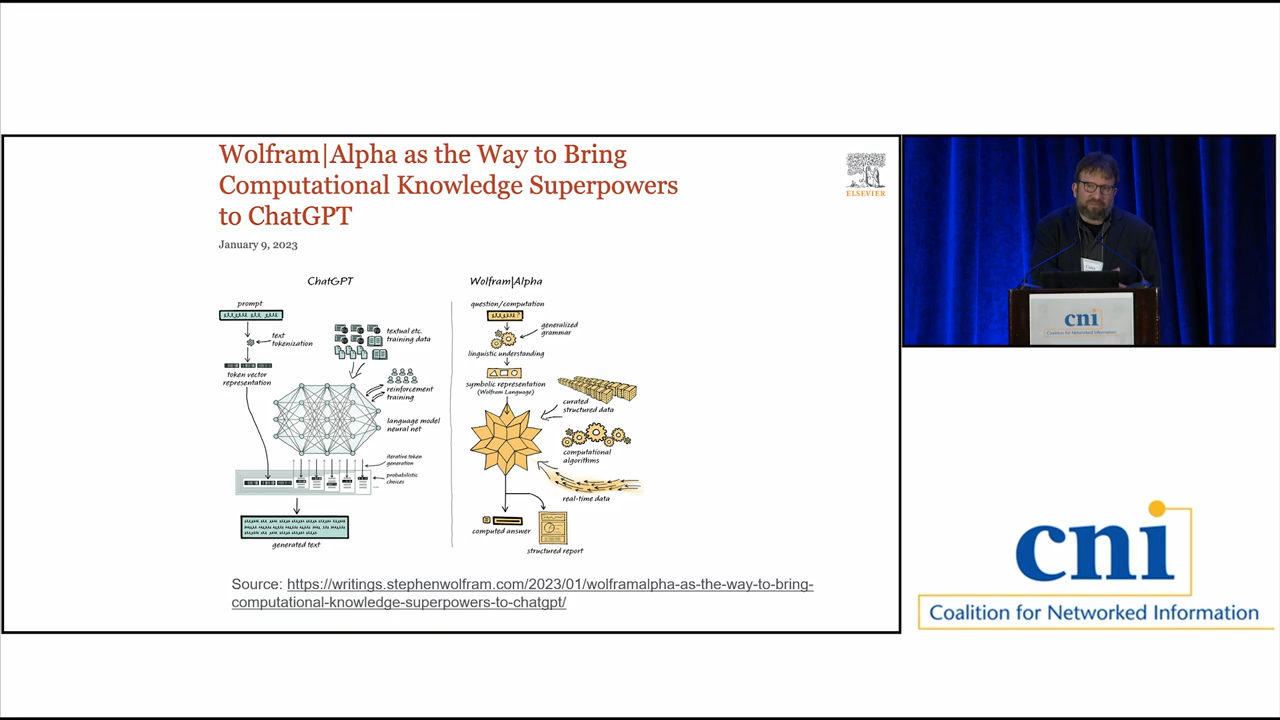 Wolfram|Alpha as the Way to Bring
Computational Knowledge Superpowers
to ChatGPT
January 9, 2023
ELSEVIER
ChatGPT
prompt
text
tokenization
token vector
representation
textual etc.
training data
reinforcement
training
language model
neural net
iterative token
generation
probabilistic
choices
generated text
Wolfram|Alpha
question/computation
generalized
grammar
linguistic understanding
symbolic representation
(Wolfram Language)
curated
structured data
computational
algorithms
real-time data
computed answer
structured report
Source: https://writings.stephenwolfram.com/2023/01/wolframalpha-as-the-way-to-bring-
computational-knowledge-superpowers-to-chatgpt/
cni
Coalition for Networked Information
cni
Coalition for Networked Information